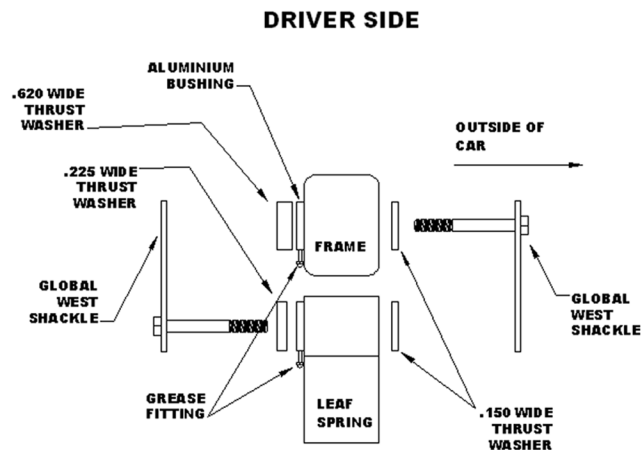 DRIVER SIDE
ALUMINIUM
BUSHING
.620 WIDE
THRUST
WASHER
OUTSIDE OF
CAR
.225 WIDE
THRUST
WASHER
FRAME
GLOBAL
WEST
SHACKLE
GLOBAL
WEST
SHACKLE
GREASE
FITTING
LEAF
SPRING
.150 WIDE
THRUST
WASHER